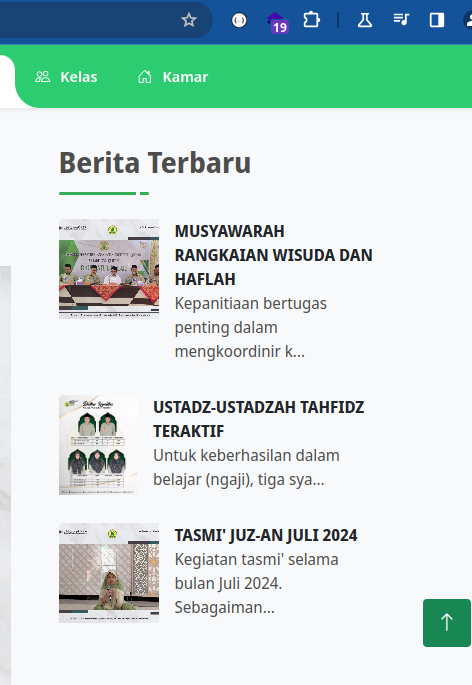 19
Kelas
Kamar
Berita Terbaru
MUSYAWARAH
RANGKAIAN WISUDA DAN
HAFLAH
Kepanitiaan bertugas
penting dalam
mengkoordinir k...
USTADZ-USTADZAH TAHFIDZ
TERAKTIF
Untuk keberhasilan dalam
belajar (ngaji), tiga sya...
TASMI' JUZ-AN JULI 2024
Kegiatan tasmi' selama
bulan Juli 2024.
Sebagaiman...